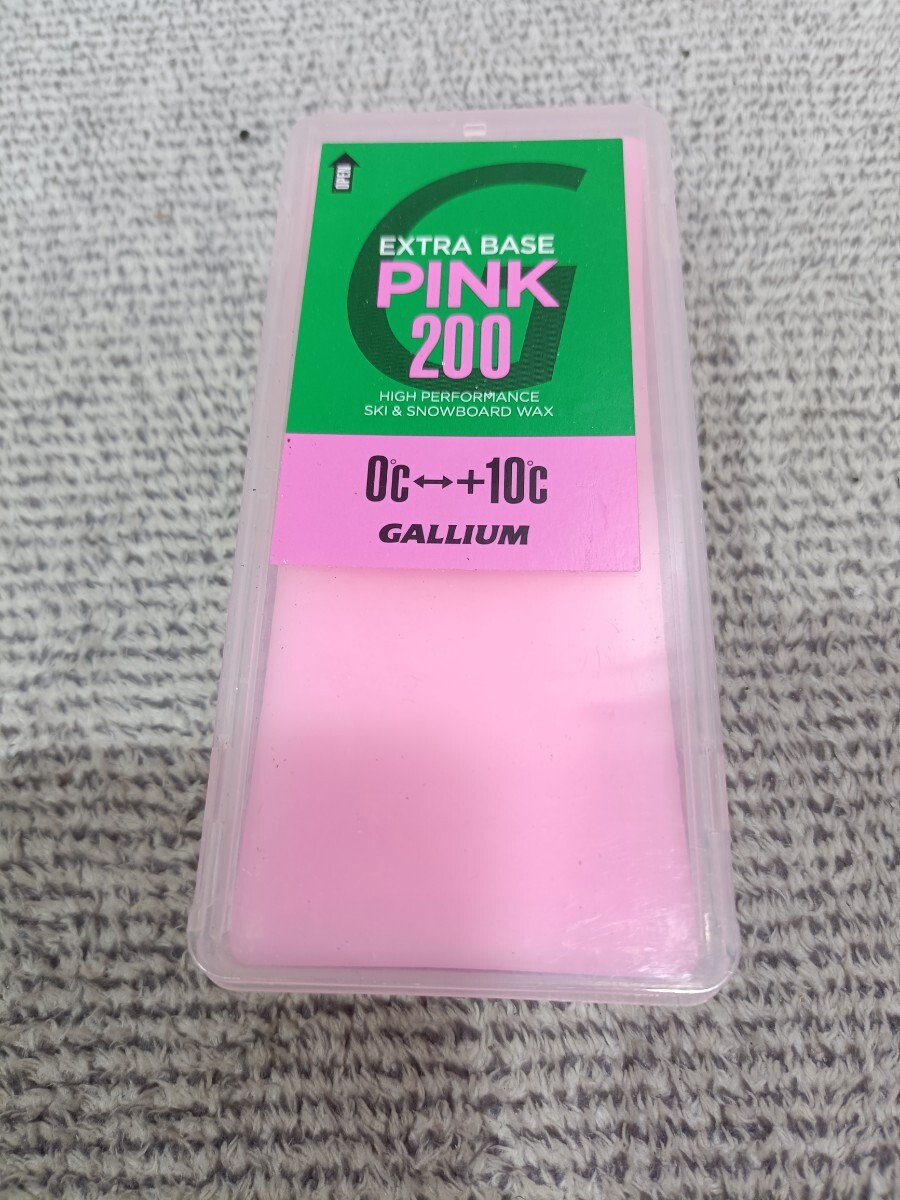 OPEN
EXTRA BASE
PINK
200
HIGH PERFORMANCE
SKI & SNOWBOARD WAX
0℃↔+10℃
GALLIUM